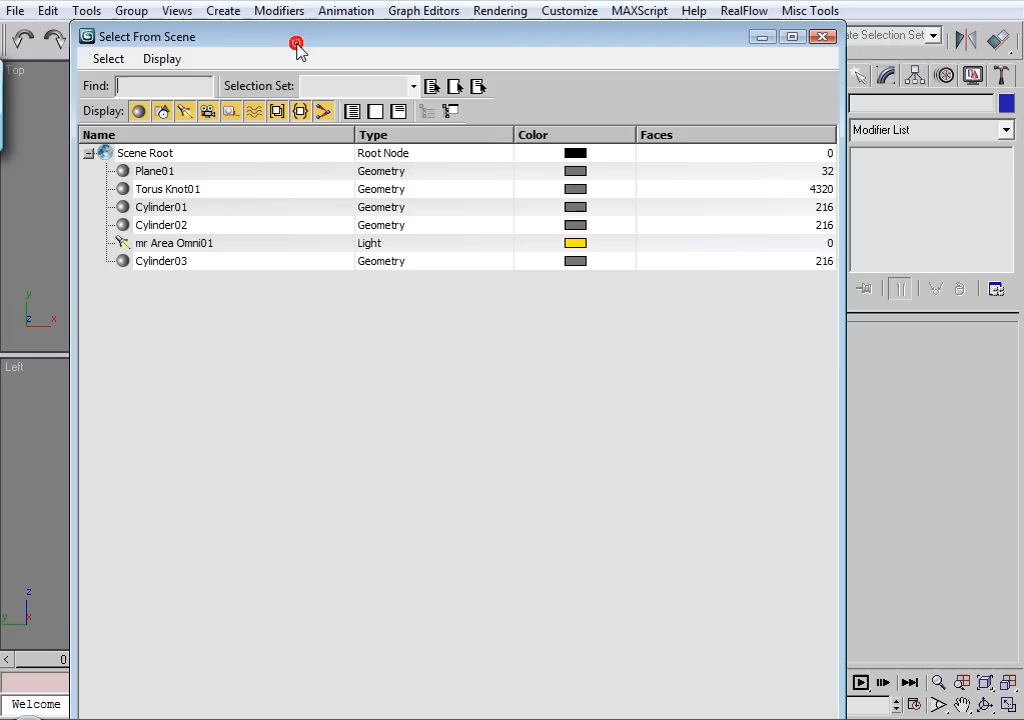 File Edit Tools Group Views Create Modifiers Animation Graph Editors Rendering Customize MAXScript Help RealFlow Misc Tools
Select From Scene
ate Selection Set
Select Display
Top
Find: Selection Set:
Display:
Modifier List
Name Type Color Faces
Scene Root Root Node 0
Plane01 Geometry 32
Torus Knot01 Geometry 4320
Cylinder01 Geometry 216
Cylinder02 Geometry 216
mr Area Omni01 Light 0
Cylinder03 Geometry 216
y
z x
Left
z
y x
< 0
Welcome